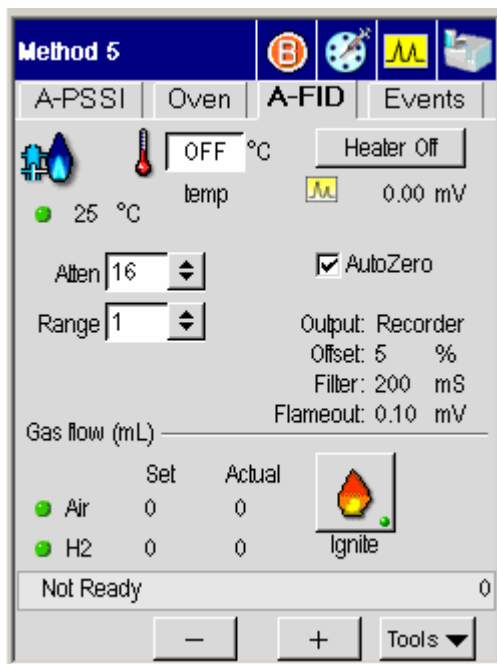 Method 5
B
A-PSSI Oven A-FID Events
OFF °C Heater Off
temp 0.00 mV
25 °C
Atten 16 AutoZero
Range 1 Output: Recorder
Offset: 5 %
Filter: 200 mS
Flameout: 0.10 mV
Gas flow (mL)
Set Actual
Air 0 0
H2 0 0 Ignite
Not Ready 0
− + Tools